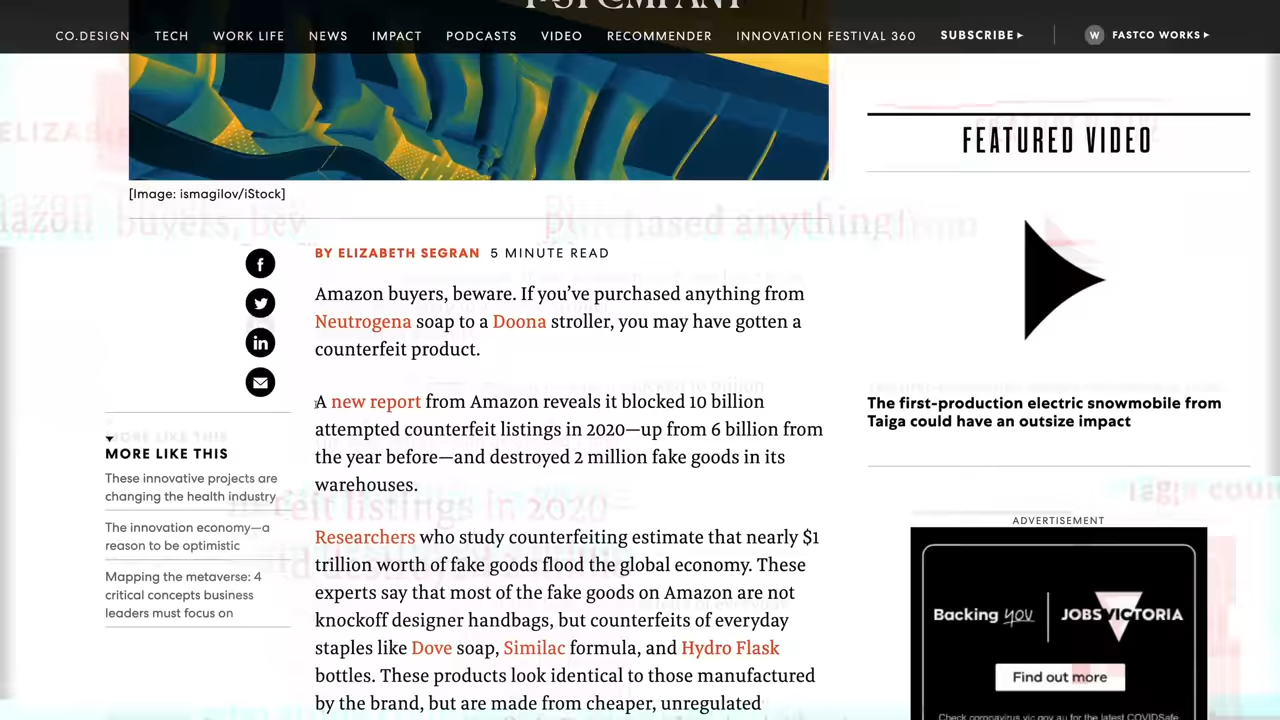 CO.DESIGN TECH WORK LIFE NEWS IMPACT PODCASTS VIDEO RECOMMENDER INNOVATION FESTIVAL 360 SUBSCRIBE FASTCO WORKS
W
[Image: ismagilov/iStock]
BY ELIZABETH SEGRAN 5 MINUTE READ
Amazon buyers, beware. If you’ve purchased anything from
Neutrogena soap to a Doona stroller, you may have gotten a
counterfeit product.
A new report from Amazon reveals it blocked 10 billion
attempted counterfeit listings in 2020—up from 6 billion from
the year before—and destroyed 2 million fake goods in its
warehouses.
Researchers who study counterfeiting estimate that nearly $1
trillion worth of fake goods flood the global economy. These
experts say that most of the fake goods on Amazon are not
knockoff designer handbags, but counterfeits of everyday
staples like Dove soap, Similac formula, and Hydro Flask
bottles. These products look identical to those manufactured
by the brand, but are made from cheaper, unregulated
MORE LIKE THIS
These innovative projects are
changing the health industry
The innovation economy—a
reason to be optimistic
Mapping the metaverse: 4
critical concepts business
leaders must focus on
FEATURED VIDEO
The first-production electric snowmobile from
Taiga could have an outsize impact
ADVERTISEMENT
Backing you JOBS VICTORIA
Find out more
Check coronavirus.vic.gov.au for the latest COVIDSafe